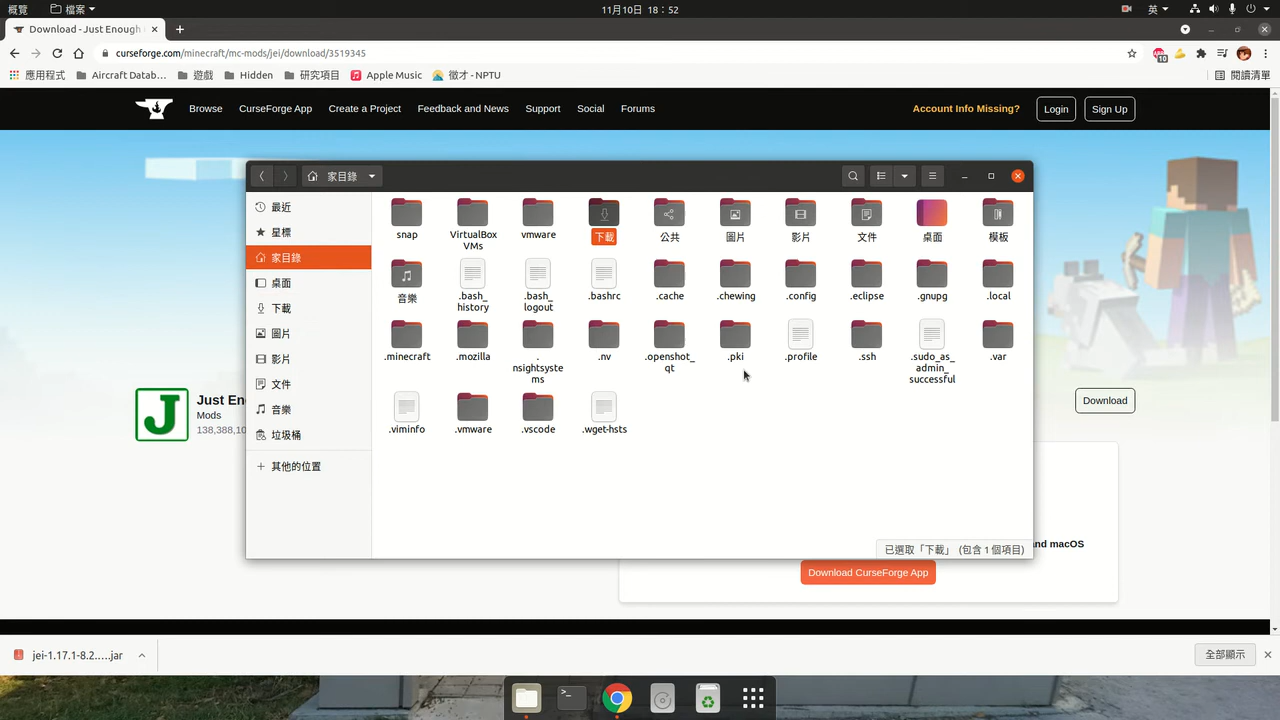 概覽 檔案 11月10日 18:52 英
Download - Just Enough
curseforge.com/minecraft/mc-mods/jei/download/3519345
10
應用程式 Aircraft Datab… 遊戲 Hidden 研究項目 Apple Music 徵才 - NPTU 閱讀清單
Browse CurseForge App Create a Project Feedback and News Support Social Forums Account Info Missing? Login Sign Up
家目錄
最近
星標
家目錄
桌面
下載
圖片
影片
文件
音樂
垃圾桶
其他的位置
snap VirtualBox VMs vmware 下載 公共 圖片 影片 文件 桌面 模板
音樂 .bash_history .bash_logout .bashrc .cache .chewing .config .eclipse .gnupg .local
.minecraft .mozilla .nsightsystems .nv .openshot_qt .pki .profile .ssh .sudo_as_admin_successful .var
.viminfo .vmware .vscode .wget-hsts
已選取「下載」 (包含 1 個項目)
J
Just En
Mods
138,388,10
Download
and macOS
Download CurseForge App
jei-1.17.1-8.2.….jar 全部顯示